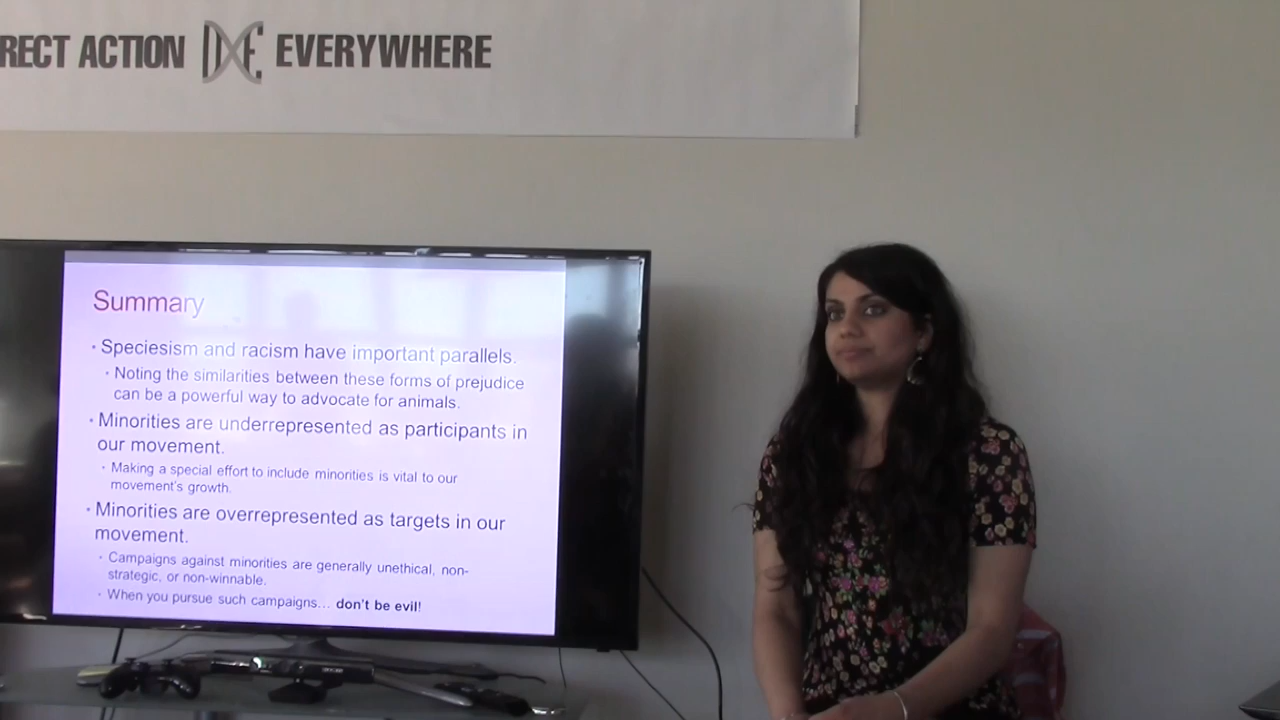 RECT ACTION DXE EVERYWHERE
Summary
• Speciesism and racism have important parallels.
• Noting the similarities between these forms of prejudice
can be a powerful way to advocate for animals.
• Minorities are underrepresented as participants in
our movement.
• Making a special effort to include minorities is vital to our
movement's growth.
• Minorities are overrepresented as targets in our
movement.
• Campaigns against minorities are generally unethical, non-
strategic, or non-winnable.
• When you pursue such campaigns… don't be evil!